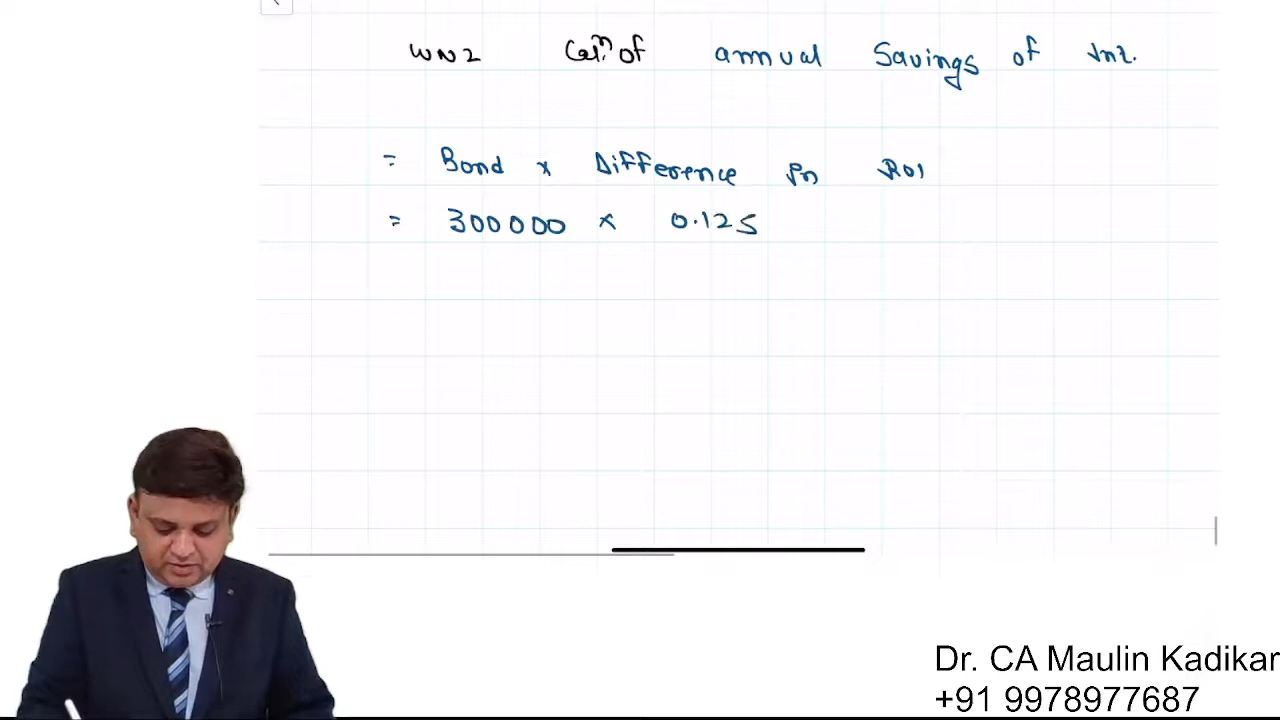 WN2 Calⁿ. of annual Savings of Int.
= Bond x Difference in ROI
= 300000 x 0.125
Dr. CA Maulin Kadikar
+91 9978977687